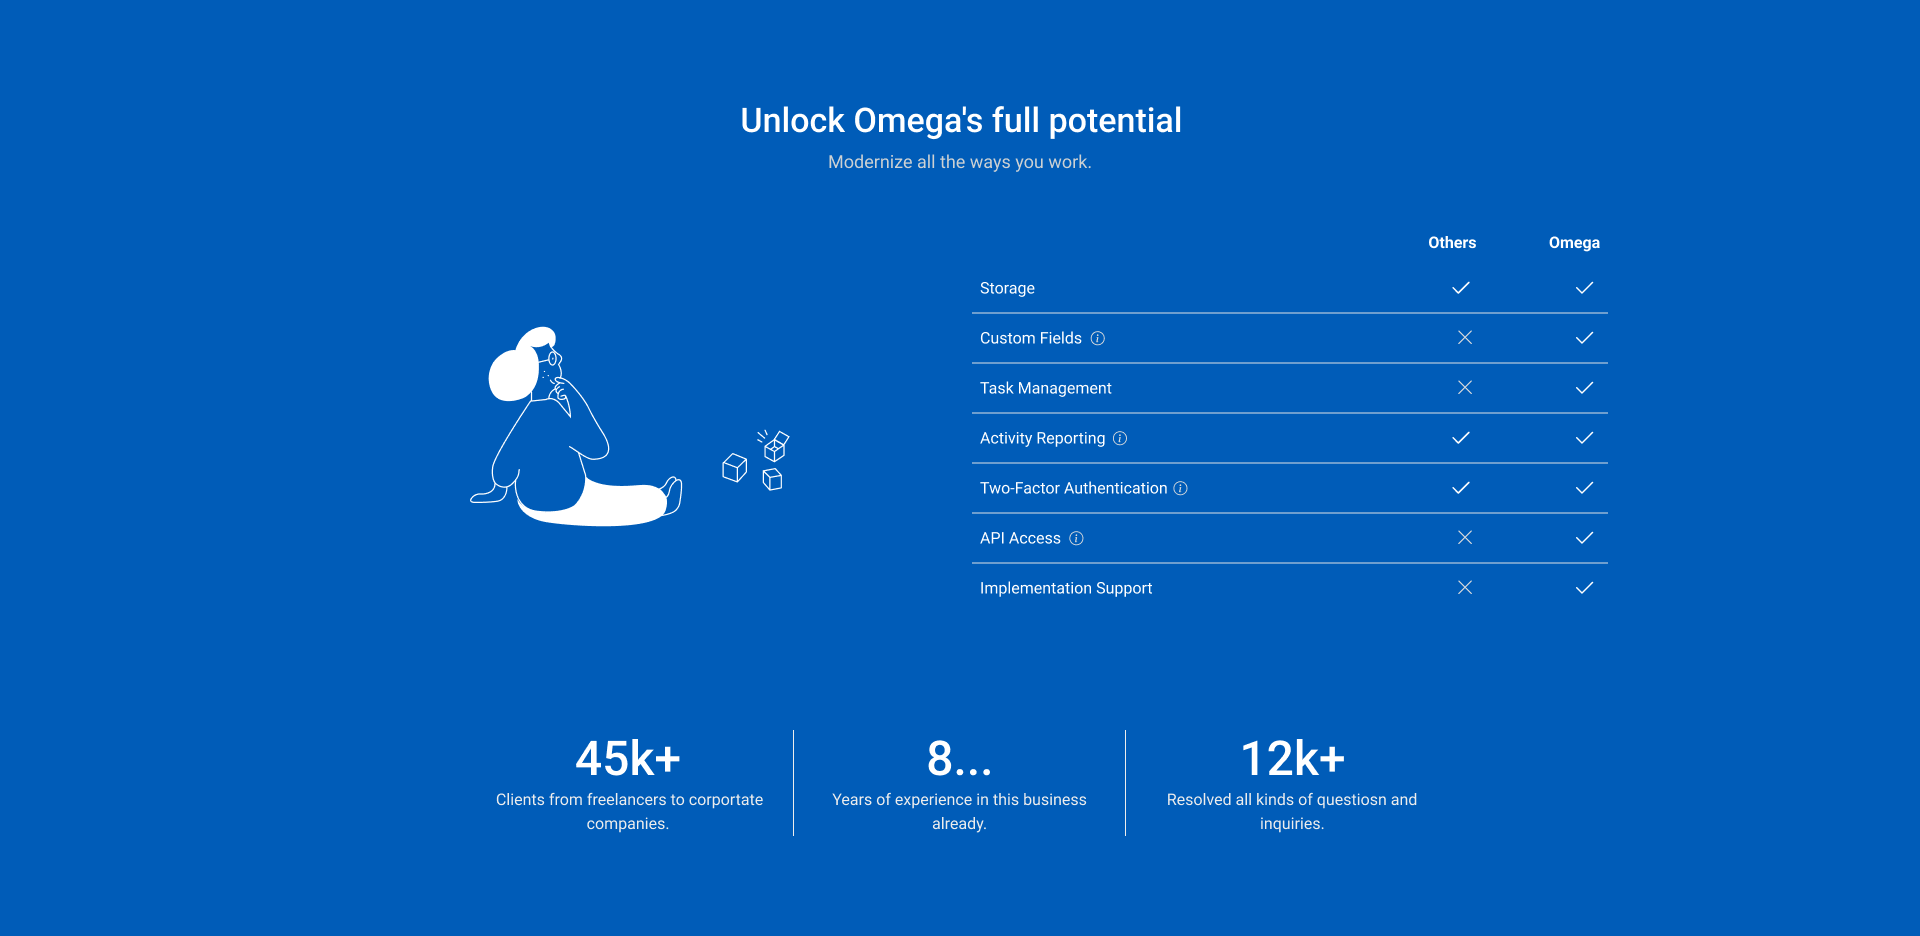 Unlock Omega's full potential
Modernize all the ways you work.
Others Omega
Storage
Custom Fields
Task Management
Activity Reporting
Two-Factor Authentication
API Access
Implementation Support
45k+
Clients from freelancers to corportate
companies.
8...
Years of experience in this business
already.
12k+
Resolved all kinds of questiosn and
inquiries.